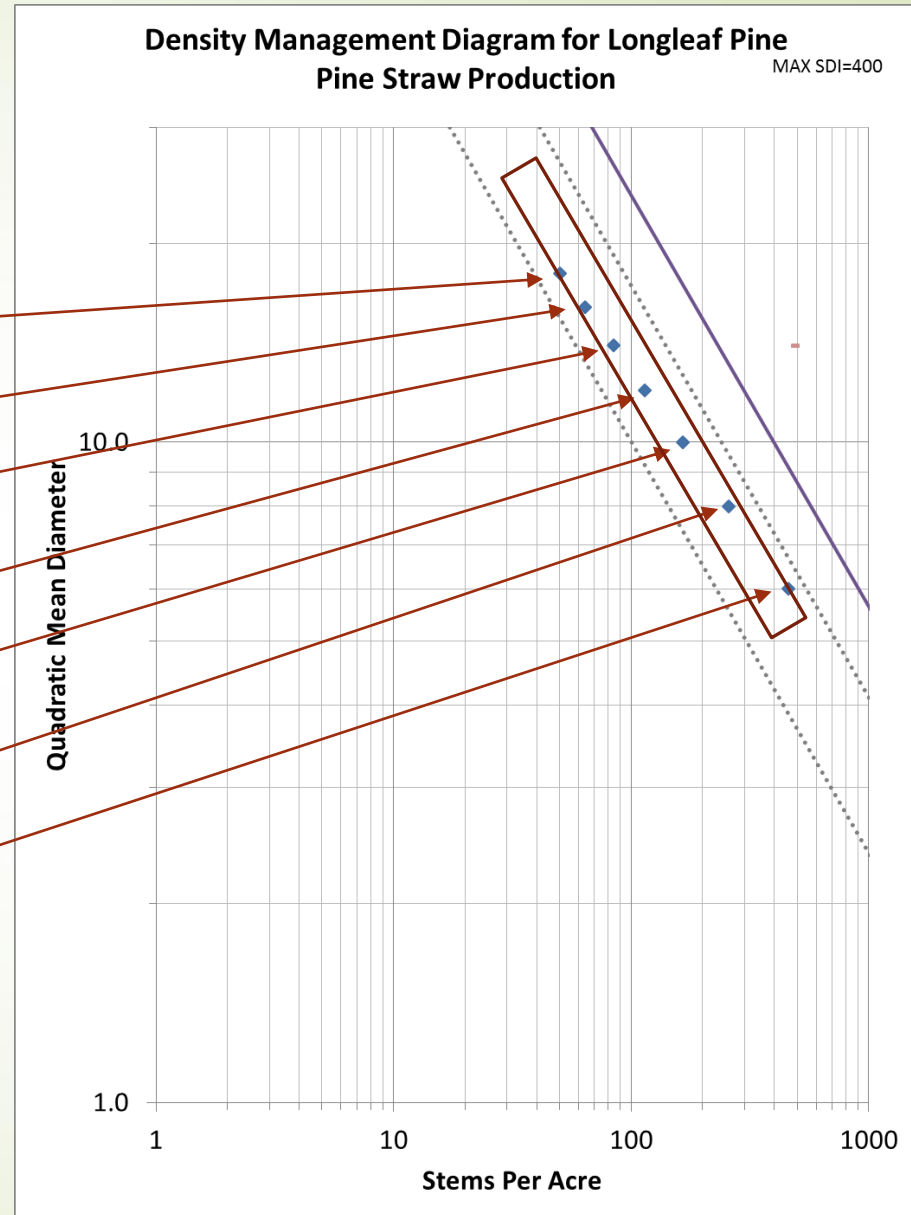 Density Management Diagram for Longleaf Pine
Pine Straw Production
MAX SDI=400
10.0
Quadratic Mean Diameter
1.0
1 10 100 1000
Stems Per Acre